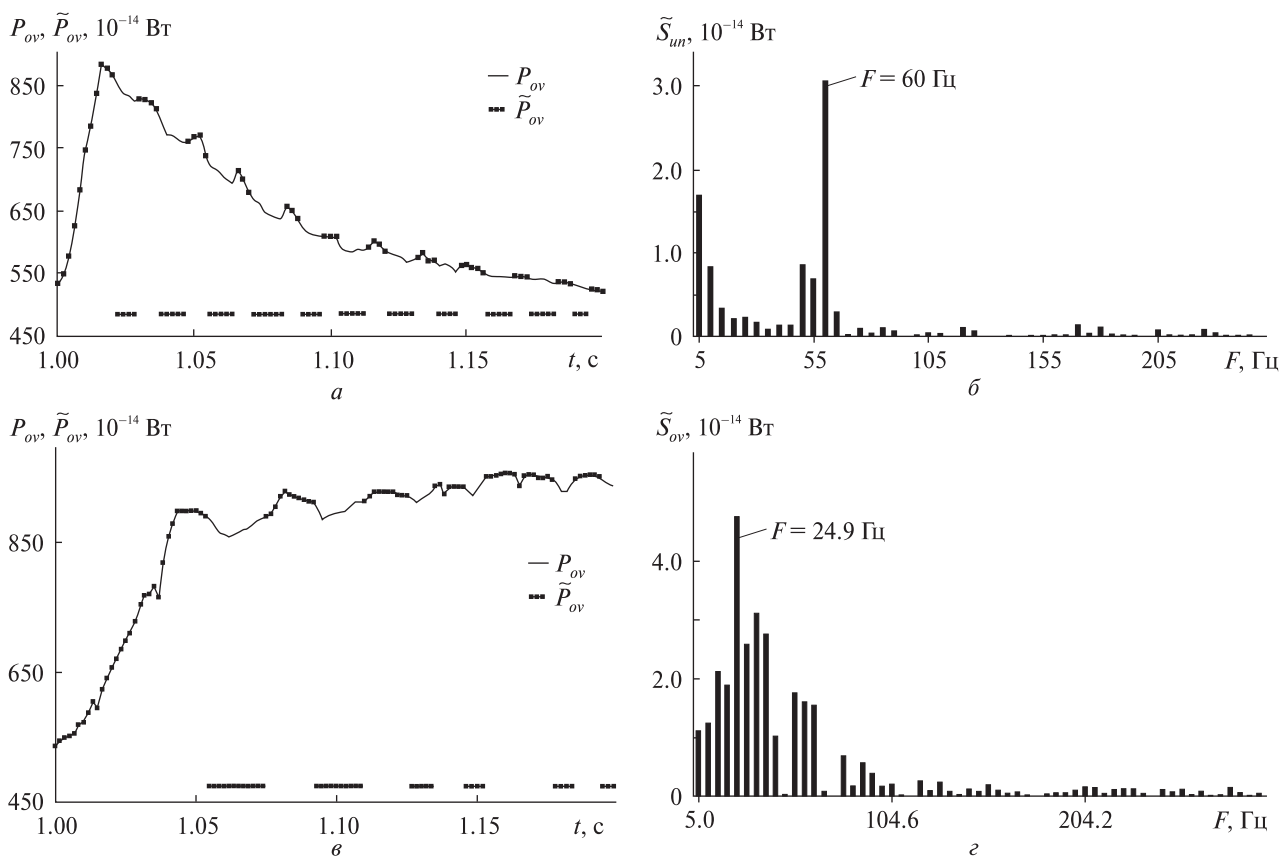 P_ov, P̃_ov, 10⁻¹⁴ Вт
850
750
650
550
450
1.00 1.05 1.10 1.15 t, с
P_ov
P̃_ov
а
S̃_un, 10⁻¹⁴ Вт
3.0
2.0
1.0
0
F = 60 Гц
5 55 105 155 205 F, Гц
б
P_ov, P̃_ov, 10⁻¹⁴ Вт
850
650
450
1.00 1.05 1.10 1.15 t, с
P_ov
P̃_ov
в
S̃_ov, 10⁻¹⁴ Вт
4.0
2.0
0
F = 24.9 Гц
5.0 104.6 204.2 F, Гц
г